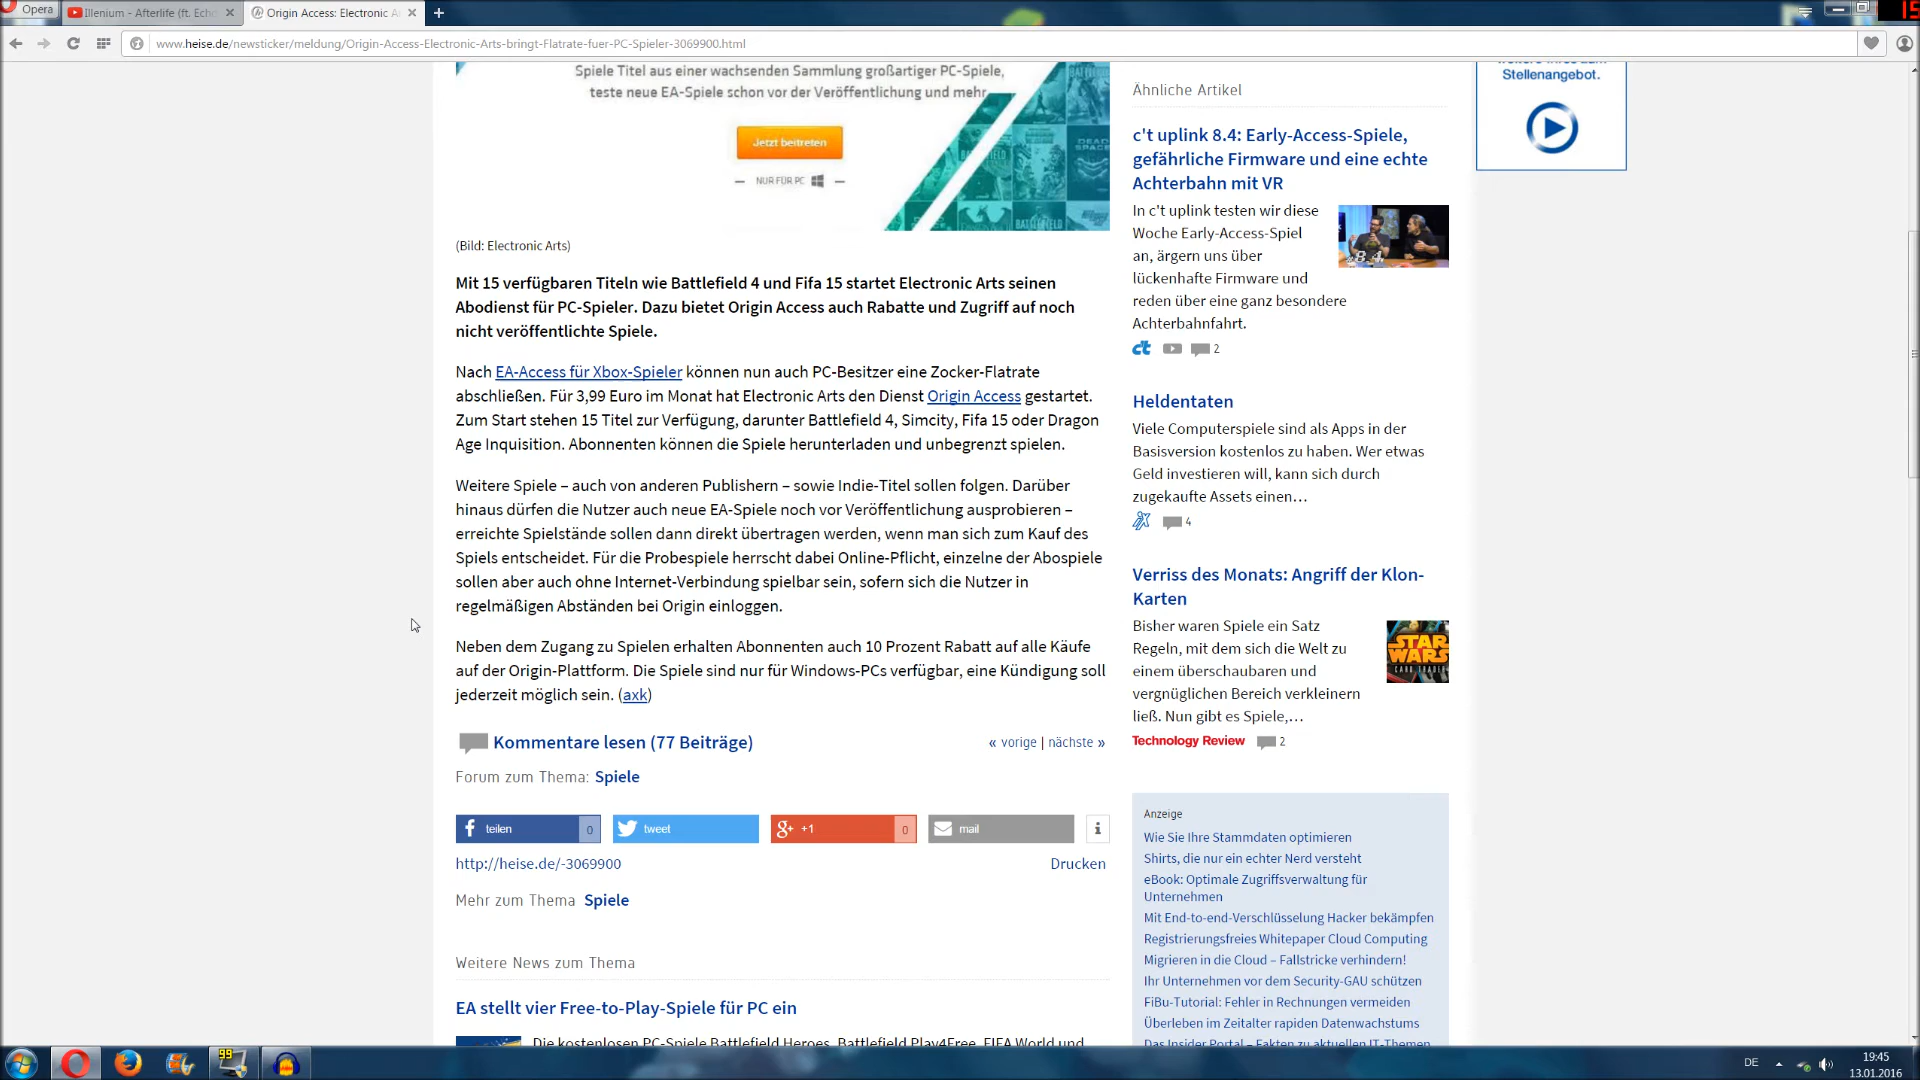 Opera
Illenium - Afterlife (ft. Echo
Origin Access: Electronic A
15
www.heise.de/newsticker/meldung/Origin-Access-Electronic-Arts-bringt-Flatrate-fuer-PC-Spieler-3069900.html
Spiele Titel aus einer wachsenden Sammlung großartiger PC-Spiele,
teste neue EA-Spiele schon vor der Veröffentlichung und mehr.
Jetzt beitreten
NUR FÜR PC
BATTLEFIELD
DEAD SPACE
BATTLEFIELD
(Bild: Electronic Arts)
Mit 15 verfügbaren Titeln wie Battlefield 4 und Fifa 15 startet Electronic Arts seinen
Abodienst für PC-Spieler. Dazu bietet Origin Access auch Rabatte und Zugriff auf noch
nicht veröffentlichte Spiele.
Nach EA-Access für Xbox-Spieler können nun auch PC-Besitzer eine Zocker-Flatrate
abschließen. Für 3,99 Euro im Monat hat Electronic Arts den Dienst Origin Access gestartet.
Zum Start stehen 15 Titel zur Verfügung, darunter Battlefield 4, Simcity, Fifa 15 oder Dragon
Age Inquisition. Abonnenten können die Spiele herunterladen und unbegrenzt spielen.
Weitere Spiele – auch von anderen Publishern – sowie Indie-Titel sollen folgen. Darüber
hinaus dürfen die Nutzer auch neue EA-Spiele noch vor Veröffentlichung ausprobieren –
erreichte Spielstände sollen dann direkt übertragen werden, wenn man sich zum Kauf des
Spiels entscheidet. Für die Probespiele herrscht dabei Online-Pflicht, einzelne der Abospiele
sollen aber auch ohne Internet-Verbindung spielbar sein, sofern sich die Nutzer in
regelmäßigen Abständen bei Origin einloggen.
Neben dem Zugang zu Spielen erhalten Abonnenten auch 10 Prozent Rabatt auf alle Käufe
auf der Origin-Plattform. Die Spiele sind nur für Windows-PCs verfügbar, eine Kündigung soll
jederzeit möglich sein. (axk)
Kommentare lesen (77 Beiträge)
« vorige | nächste »
Forum zum Thema: Spiele
teilen 0
tweet
g+ +1 0
mail
i
http://heise.de/-3069900
Drucken
Mehr zum Thema Spiele
Weitere News zum Thema
EA stellt vier Free-to-Play-Spiele für PC ein
Die kostenlosen PC-Spiele Battlefield Heroes, Battlefield Play4Free, FIFA World und
Ähnliche Artikel
c't uplink 8.4: Early-Access-Spiele,
gefährliche Firmware und eine echte
Achterbahn mit VR
In c't uplink testen wir diese
Woche Early-Access-Spiel
an, ärgern uns über
lückenhafte Firmware und
reden über eine ganz besondere
Achterbahnfahrt.
8.4
c't 2
Heldentaten
Viele Computerspiele sind als Apps in der
Basisversion kostenlos zu haben. Wer etwas
Geld investieren will, kann sich durch
zugekaufte Assets einen…
4
Verriss des Monats: Angriff der Klon-
Karten
Bisher waren Spiele ein Satz
Regeln, mit dem sich die Welt zu
einem überschaubaren und
vergnüglichen Bereich verkleinern
ließ. Nun gibt es Spiele,…
STAR
WARS
CARD TRADER
Technology Review 2
Anzeige
Wie Sie Ihre Stammdaten optimieren
Shirts, die nur ein echter Nerd versteht
eBook: Optimale Zugriffsverwaltung für
Unternehmen
Mit End-to-end-Verschlüsselung Hacker bekämpfen
Registrierungsfreies Whitepaper Cloud Computing
Migrieren in die Cloud – Fallstricke verhindern!
Ihr Unternehmen vor dem Security-GAU schützen
FiBu-Tutorial: Fehler in Rechnungen vermeiden
Überleben im Zeitalter rapiden Datenwachstums
Das Insider Portal – Fakten zu aktuellen IT-Themen
Stellenangebot.
99
DE
19:45
13.01.2016